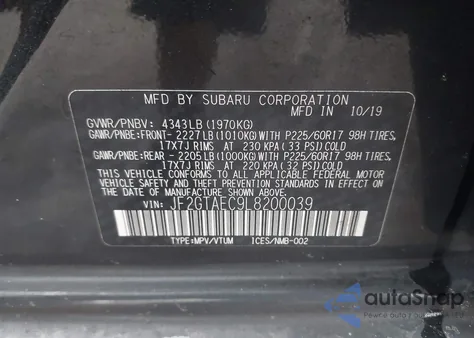 MFD BY SUBARU CORPORATION
MFD IN 10/19
GVWR/PNBV: 4343LB (1970KG)
GAWR/PNBE:FRONT- 2227LB(1010KG)WITH P225/60R17 98H TIRES,
17X7J RIMS AT 230 KPA (33 PSI)COLD
GAWR/PNBE:REAR - 2205LB(1000KG)WITH P225/60R17 98H TIRES,
17X7J RIMS AT 220 KPA (32 PSI)COLD
THIS VEHICLE CONFORMS TO ALL APPLICABLE FEDERAL MOTOR
VEHICLE SAFETY STANDARDS IN EFFECT ON
THE DATE OF MANUFACTURE SHOWN ABOVE.
VIN: JF2GTAEC9L8200039
TYPE:MPV/VTUM ICES/NMB-002
autoSnap